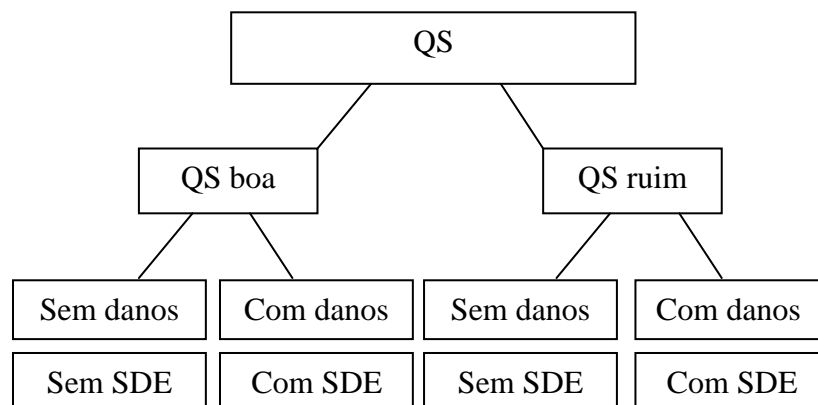 QS
QS boa
QS ruim
Sem danos
Com danos
Sem danos
Com danos
Sem SDE
Com SDE
Sem SDE
Com SDE